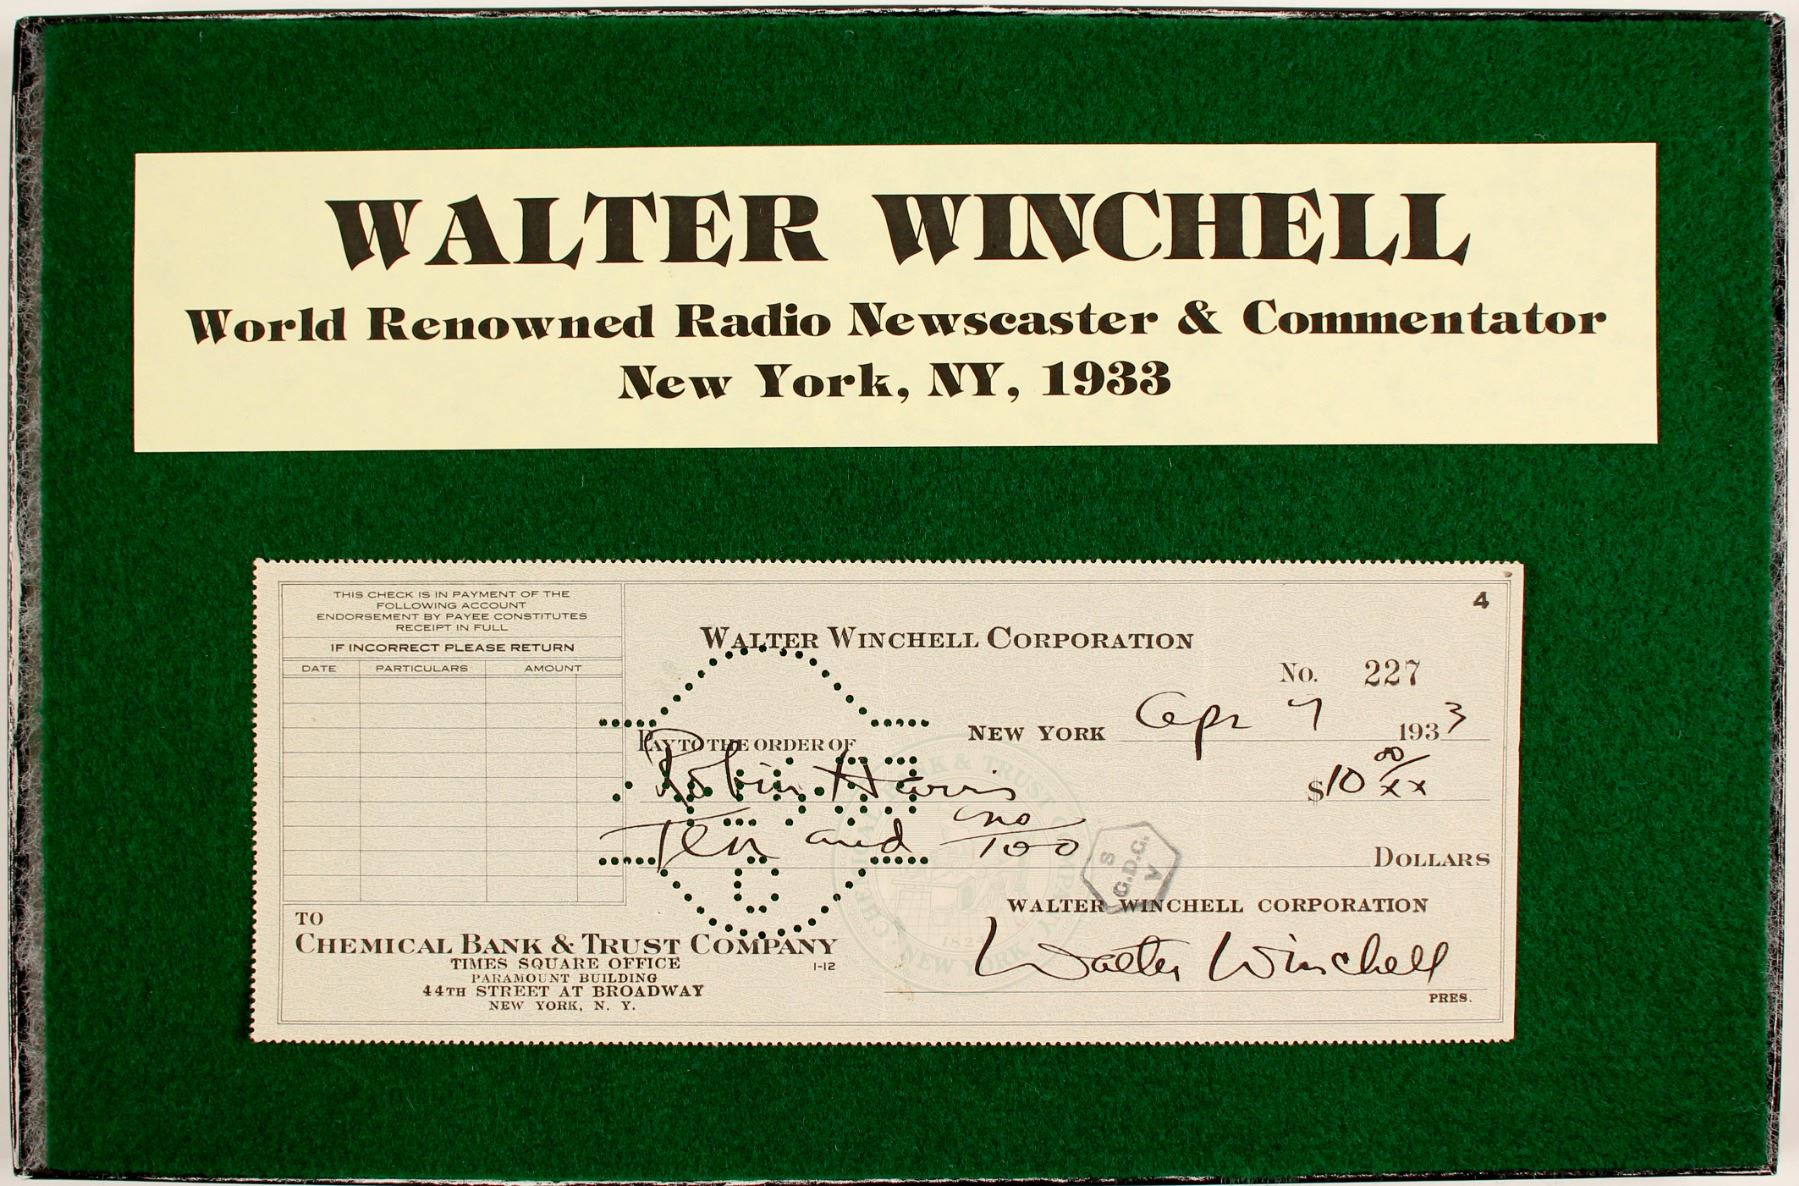 WALTER WINCHELL
World Renowned Radio Newscaster & Commentator
New York, NY, 1933
THIS CHECK IS IN PAYMENT OF THE
FOLLOWING ACCOUNT
ENDORSEMENT BY PAYEE CONSTITUTES
RECEIPT IN FULL
IF INCORRECT PLEASE RETURN
DATE PARTICULARS AMOUNT
4
WALTER WINCHELL CORPORATION
No. 227
NEW YORK Apr 7 1933
PAY TO THE ORDER OF
Robin Harris $10 00/xx
Ten and no/100 DOLLARS
S
G.D.C.
V
WALTER WINCHELL CORPORATION
Walter Winchell
PRES.
TO
CHEMICAL BANK & TRUST COMPANY
TIMES SQUARE OFFICE 1-12
PARAMOUNT BUILDING
44TH STREET AT BROADWAY
NEW YORK, N. Y.